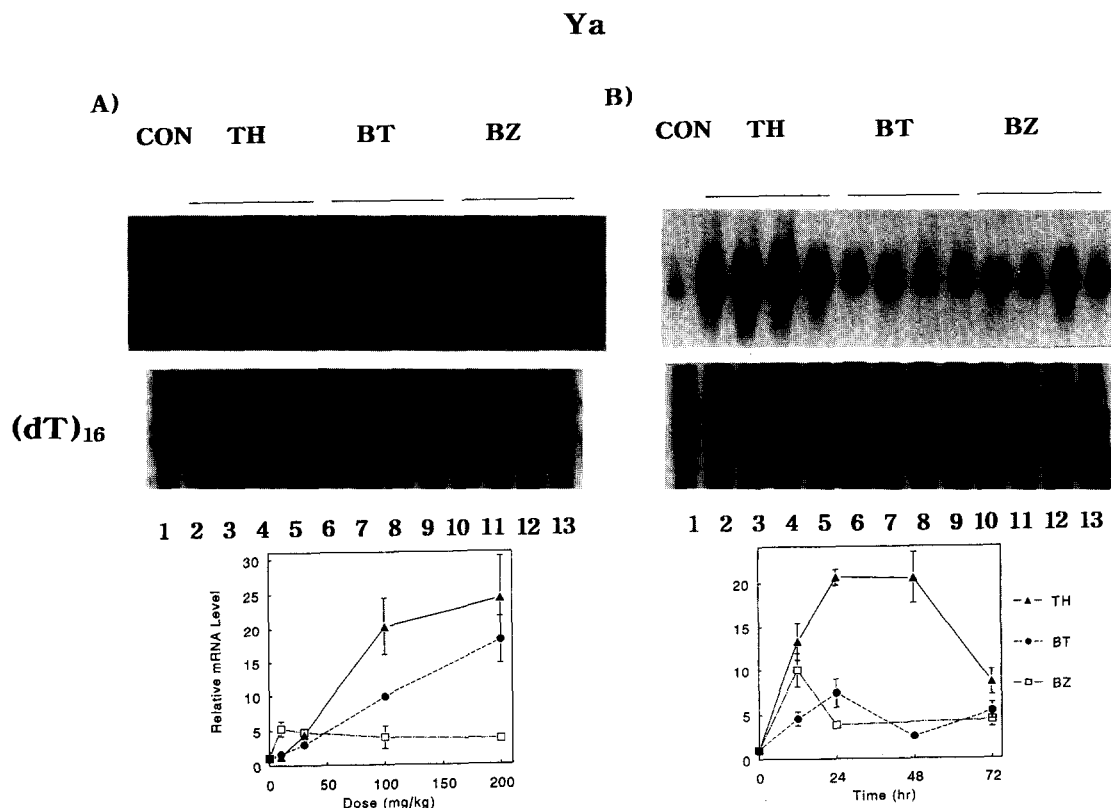 Ya
A)
CON TH BT BZ
B)
CON TH BT BZ
(dT)16
1 2 3 4 5 6 7 8 9 10 11 12 13
1 2 3 4 5 6 7 8 9 10 11 12 13
Relative mRNA Level
30
25
20
15
10
5
0
0 50 100 150 200
Dose (mg/kg)
20
15
10
5
0
0 24 48 72
Time (hr)
TH
BT
BZ